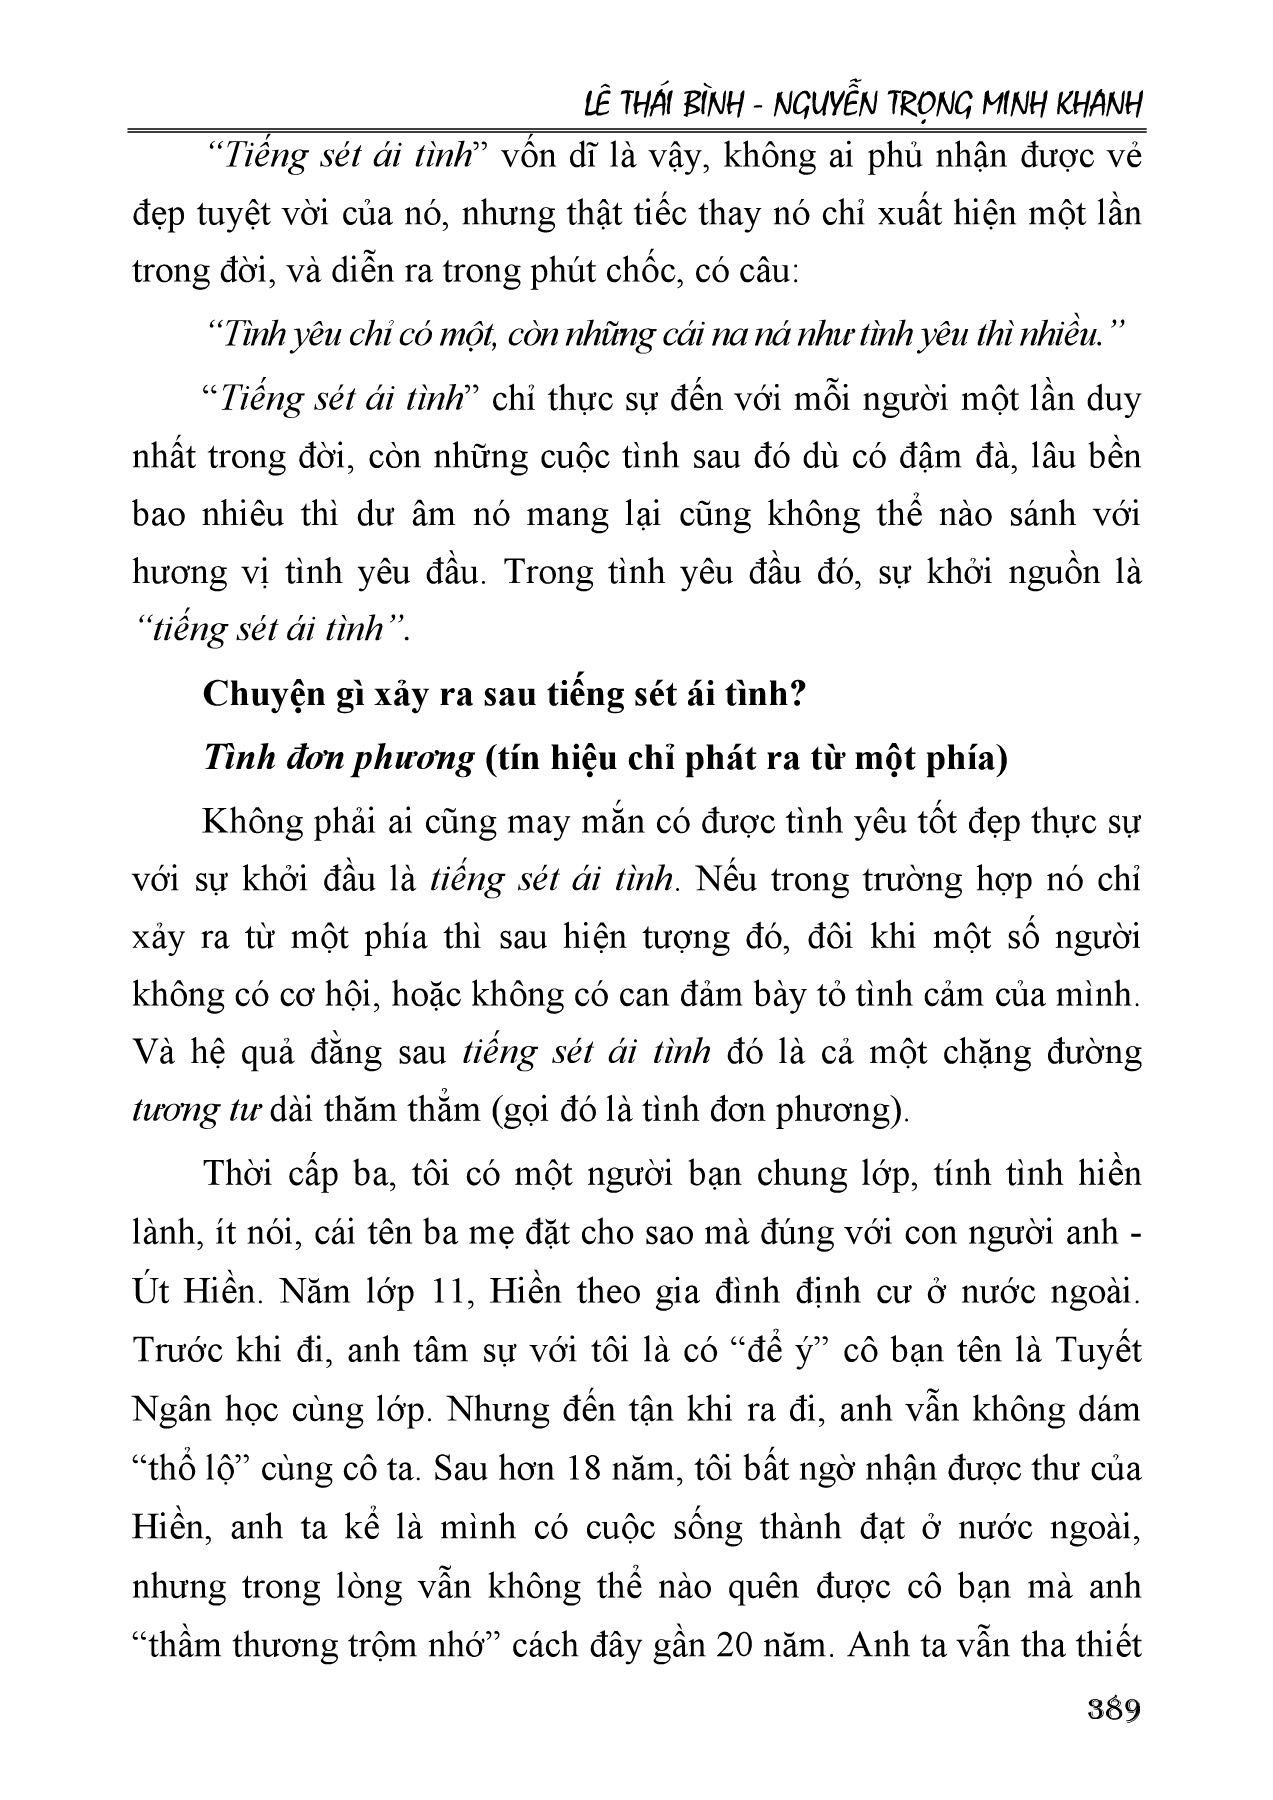 LÊ THÁI BÌNH - NGUYỄN TRỌNG MINH KHANH
“Tiếng sét ái tình” vốn dĩ là vậy, không ai phủ nhận được vẻ
đẹp tuyệt vời của nó, nhưng thật tiếc thay nó chỉ xuất hiện một lần
trong đời, và diễn ra trong phút chốc, có câu:
“Tình yêu chỉ có một, còn những cái na ná như tình yêu thì nhiều.”
“Tiếng sét ái tình” chỉ thực sự đến với mỗi người một lần duy
nhất trong đời, còn những cuộc tình sau đó dù có đậm đà, lâu bền
bao nhiêu thì dư âm nó mang lại cũng không thể nào sánh với
hương vị tình yêu đầu. Trong tình yêu đầu đó, sự khởi nguồn là
“tiếng sét ái tình”.
Chuyện gì xảy ra sau tiếng sét ái tình?
Tình đơn phương (tín hiệu chỉ phát ra từ một phía)
Không phải ai cũng may mắn có được tình yêu tốt đẹp thực sự
với sự khởi đầu là tiếng sét ái tình. Nếu trong trường hợp nó chỉ
xảy ra từ một phía thì sau hiện tượng đó, đôi khi một số người
không có cơ hội, hoặc không có can đảm bày tỏ tình cảm của mình.
Và hệ quả đằng sau tiếng sét ái tình đó là cả một chặng đường
tương tư dài thăm thẳm (gọi đó là tình đơn phương).
Thời cấp ba, tôi có một người bạn chung lớp, tính tình hiền
lành, ít nói, cái tên ba mẹ đặt cho sao mà đúng với con người anh -
Út Hiền. Năm lớp 11, Hiền theo gia đình định cư ở nước ngoài.
Trước khi đi, anh tâm sự với tôi là có “để ý” cô bạn tên là Tuyết
Ngân học cùng lớp. Nhưng đến tận khi ra đi, anh vẫn không dám
“thổ lộ” cùng cô ta. Sau hơn 18 năm, tôi bất ngờ nhận được thư của
Hiền, anh ta kể là mình có cuộc sống thành đạt ở nước ngoài,
nhưng trong lòng vẫn không thể nào quên được cô bạn mà anh
“thầm thương trộm nhớ” cách đây gần 20 năm. Anh ta vẫn tha thiết
389